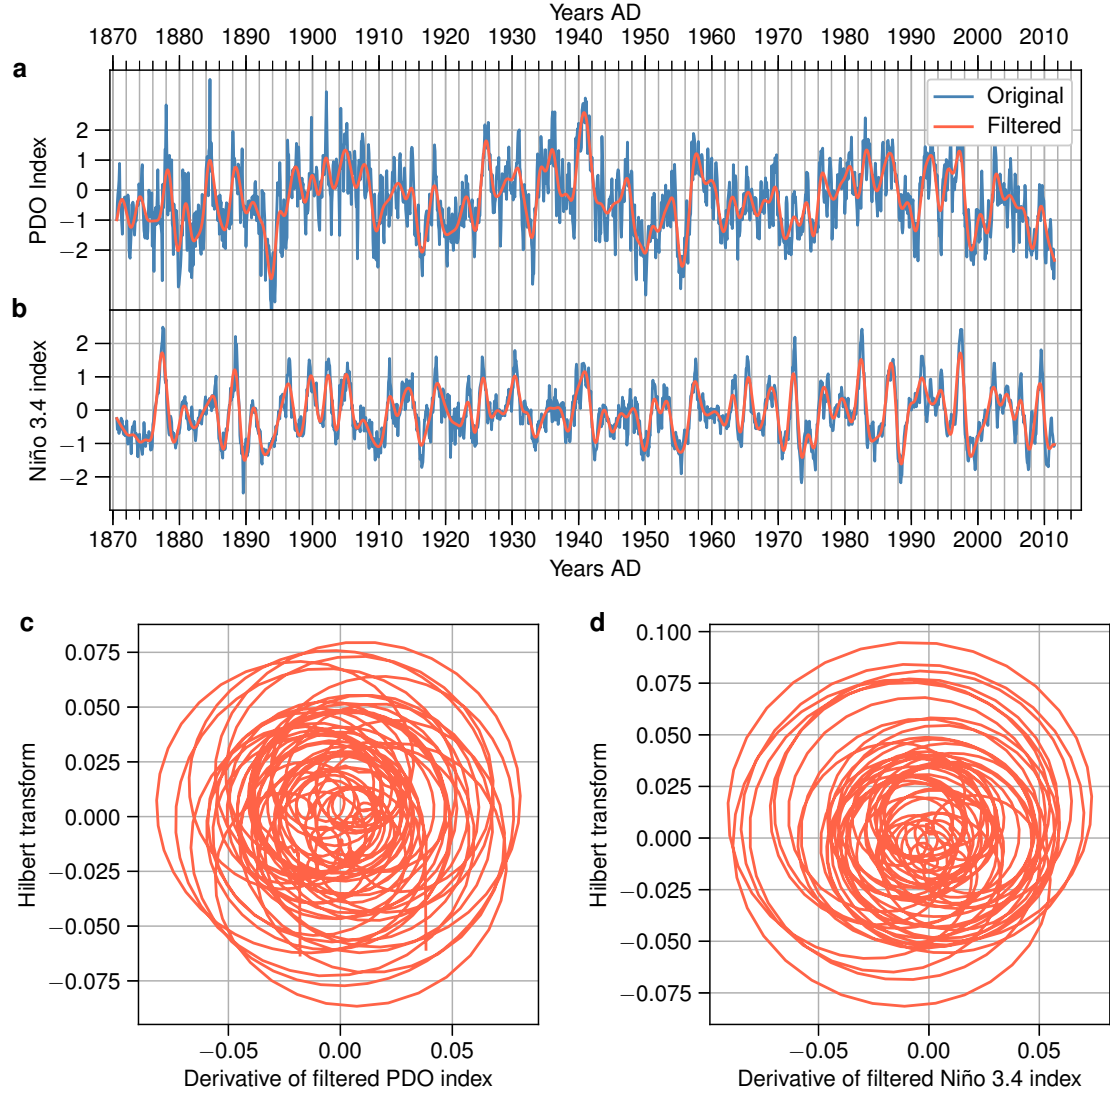 Years AD
1870 1880 1890 1900 1910 1920 1930 1940 1950 1960 1970 1980 1990 2000 2010
a
Original
Filtered
2
1
0
−1
−2
PDO Index
b
2
1
0
−1
−2
Niño 3.4 index
1870 1880 1890 1900 1910 1920 1930 1940 1950 1960 1970 1980 1990 2000 2010
Years AD
c
0.075
0.050
0.025
0.000
−0.025
−0.050
−0.075
Hilbert transform
−0.05 0.00 0.05
Derivative of filtered PDO index
d
0.100
0.075
0.050
0.025
0.000
−0.025
−0.050
−0.075
Hilbert transform
−0.05 0.00 0.05
Derivative of filtered Niño 3.4 index